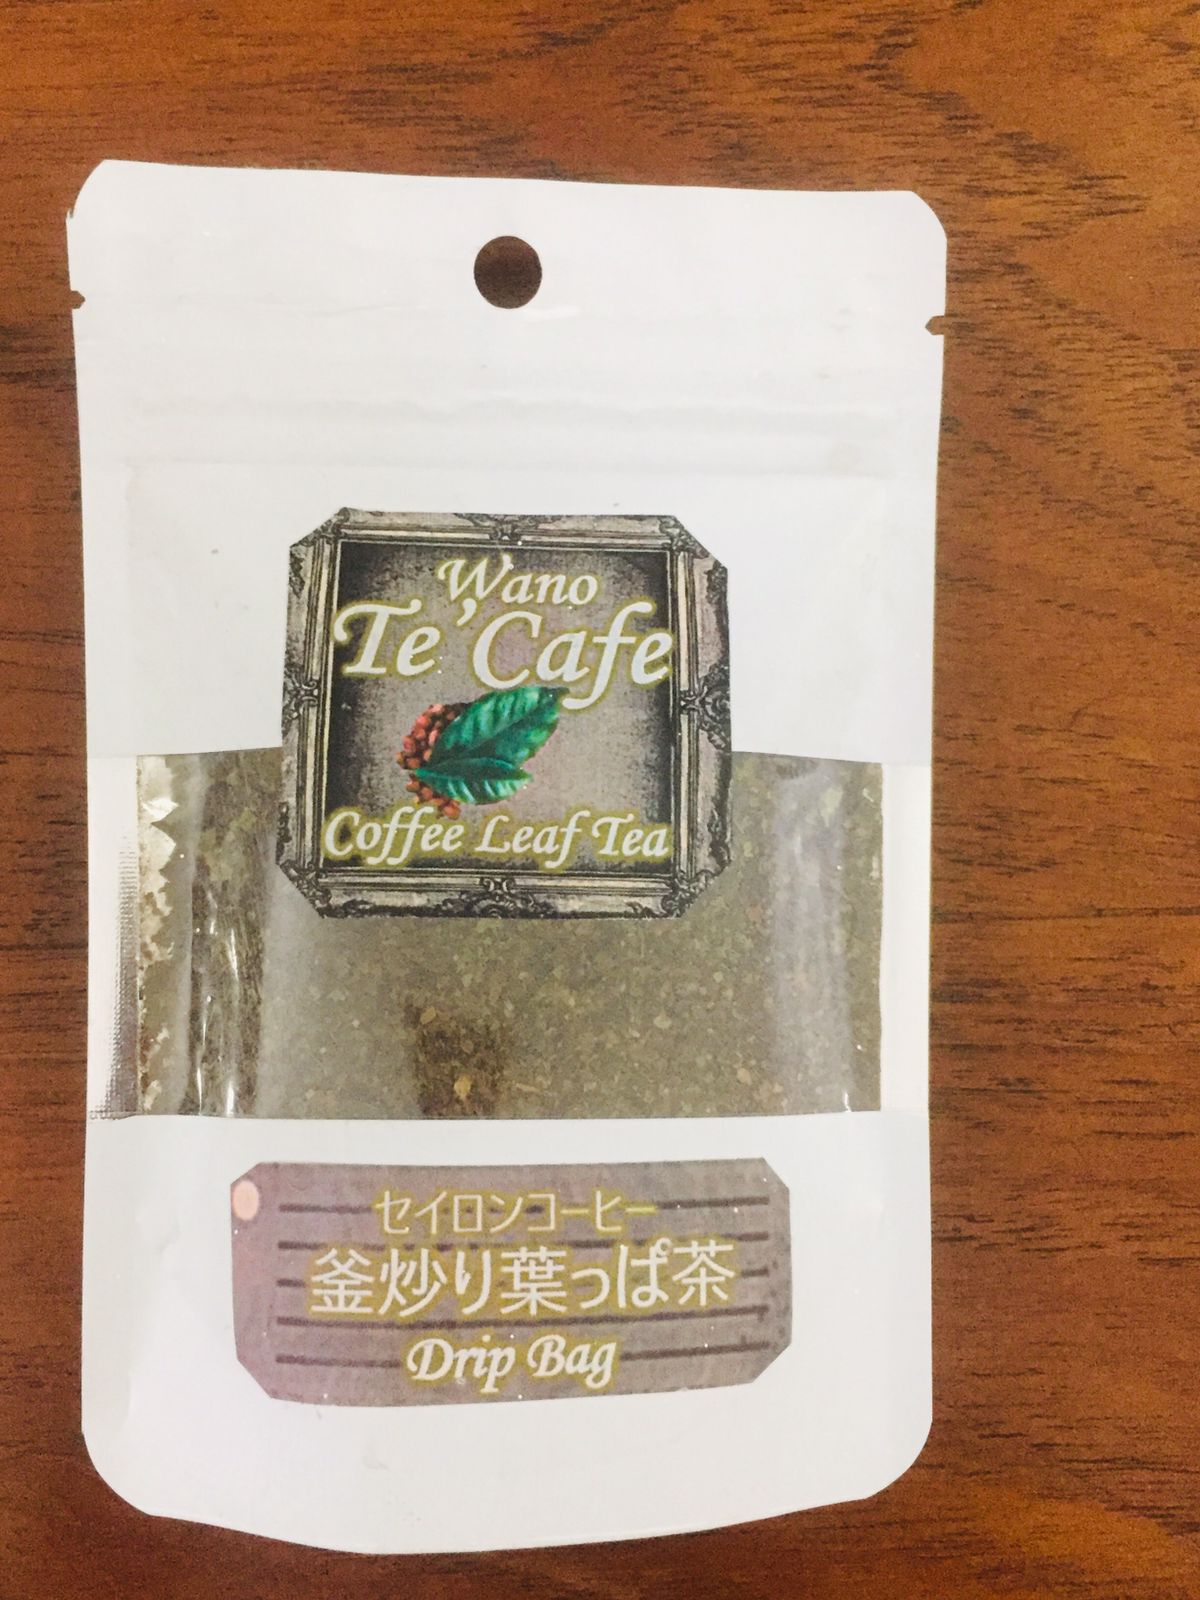 Wano
Te'Cafe
Coffee Leaf Tea
セイロンコーヒー
釜炒り葉っぱ茶
Drip Bag